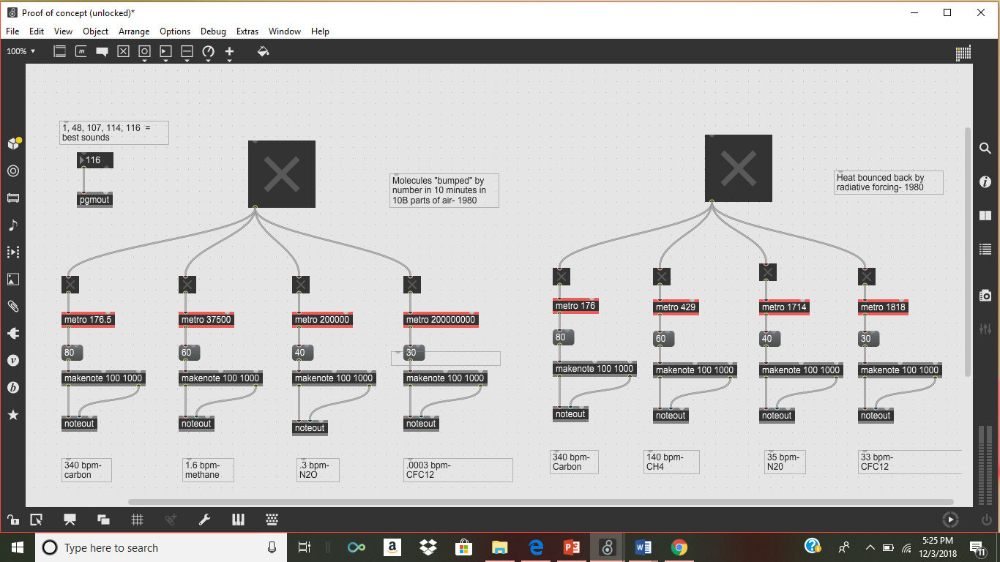 Proof of concept (unlocked)*
File Edit View Object Arrange Options Debug Extras Window Help
100%
1, 48, 107, 114, 116 =
best sounds
116
pgmout
Molecules "bumped" by
number in 10 minutes in
10B parts of air- 1980
Heat bounced back by
radiative forcing- 1980
metro 176.5
metro 37500
metro 200000
metro 200000000
80
60
40
30
makenote 100 1000
makenote 100 1000
makenote 100 1000
makenote 100 1000
noteout
noteout
noteout
noteout
340 bpm-
carbon
1.6 bpm-
methane
.3 bpm-
N2O
.0003 bpm-
CFC12
metro 176
metro 429
metro 1714
metro 1818
80
60
40
30
makenote 100 1000
makenote 100 1000
makenote 100 1000
makenote 100 1000
noteout
noteout
noteout
noteout
340 bpm-
Carbon
140 bpm-
CH4
35 bpm-
N20
33 bpm-
CFC12
Type here to search
5:25 PM
12/3/2018
11